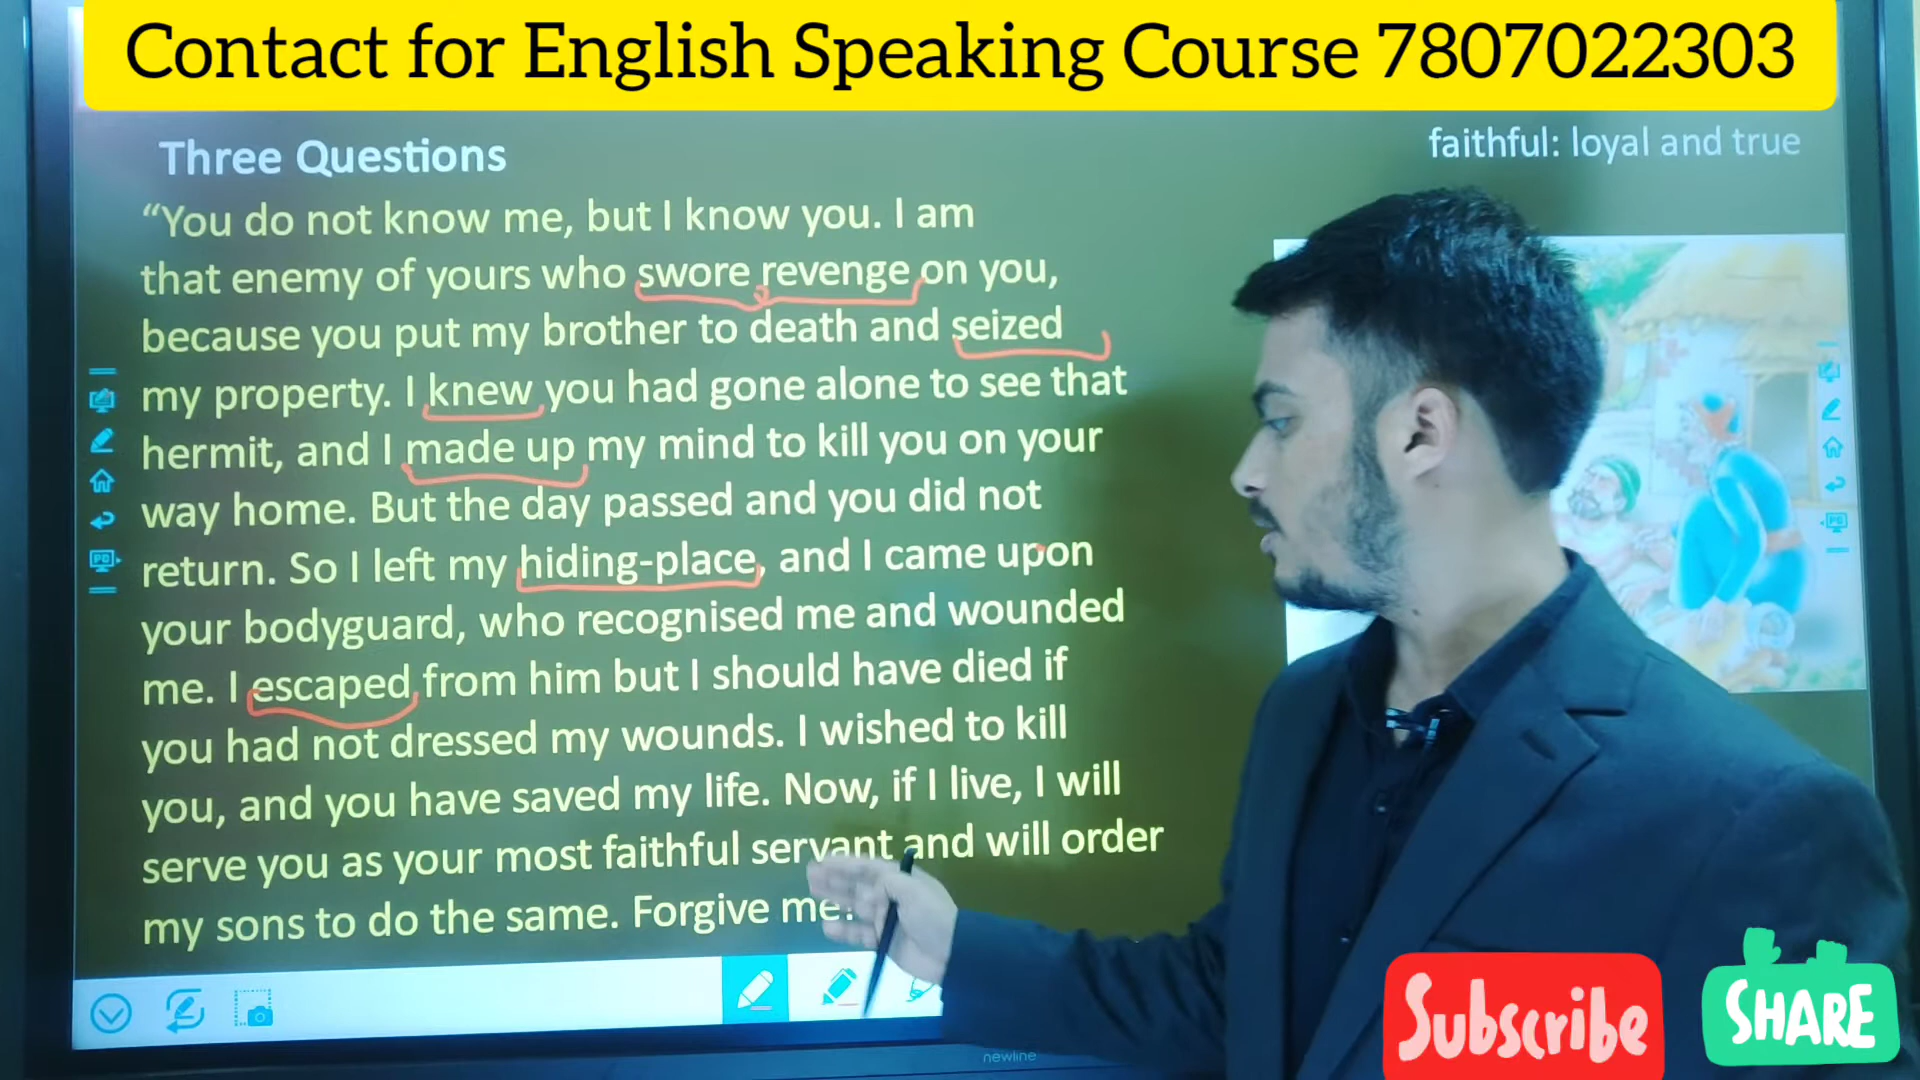 Contact for English Speaking Course 7807022303
Three Questions
faithful: loyal and true
“You do not know me, but I know you. I am
that enemy of yours who swore revenge on you,
because you put my brother to death and seized
my property. I knew you had gone alone to see that
hermit, and I made up my mind to kill you on your
way home. But the day passed and you did not
return. So I left my hiding-place, and I came upon
your bodyguard, who recognised me and wounded
me. I escaped from him but I should have died if
you had not dressed my wounds. I wished to kill
you, and you have saved my life. Now, if I live, I will
serve you as your most faithful servant and will order
my sons to do the same. Forgive me!
newline
Subscribe
SHARE